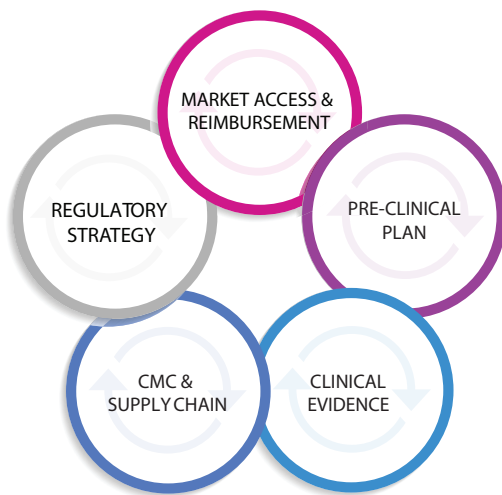 MARKET ACCESS &
REIMBURSEMENT
REGULATORY
STRATEGY
PRE-CLINICAL
PLAN
CMC &
SUPPLY CHAIN
CLINICAL
EVIDENCE